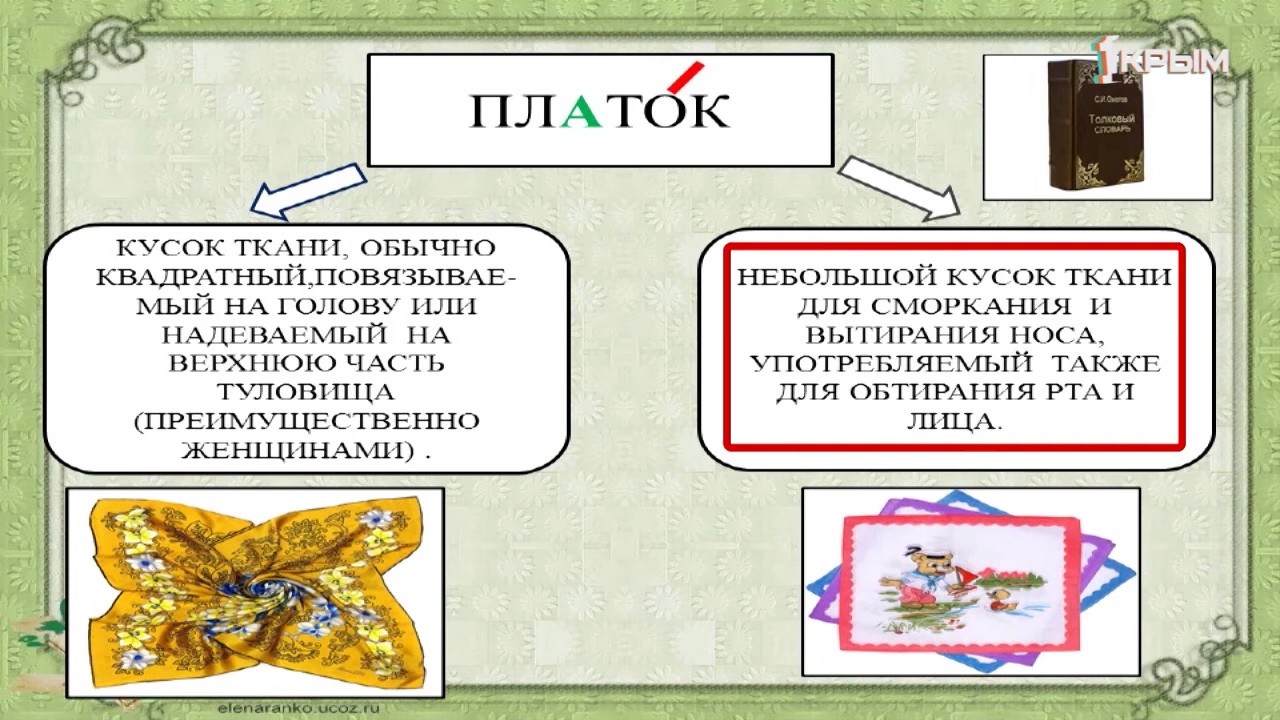 1КРЫМ
ПЛАТО́К
С.И.Ожегов
Толковый
СЛОВАРЬ
КУСОК ТКАНИ, ОБЫЧНО
КВАДРАТНЫЙ,ПОВЯЗЫВАЕ-
МЫЙ НА ГОЛОВУ ИЛИ
НАДЕВАЕМЫЙ НА
ВЕРХНЮЮ ЧАСТЬ
ТУЛОВИЩА
(ПРЕИМУЩЕСТВЕННО
ЖЕНЩИНАМИ) .
НЕБОЛЬШОЙ КУСОК ТКАНИ
ДЛЯ СМОРКАНИЯ И
ВЫТИРАНИЯ НОСА,
УПОТРЕБЛЯЕМЫЙ ТАКЖЕ
ДЛЯ ОБТИРАНИЯ РТА И
ЛИЦА.
elenaranko.ucoz.ru